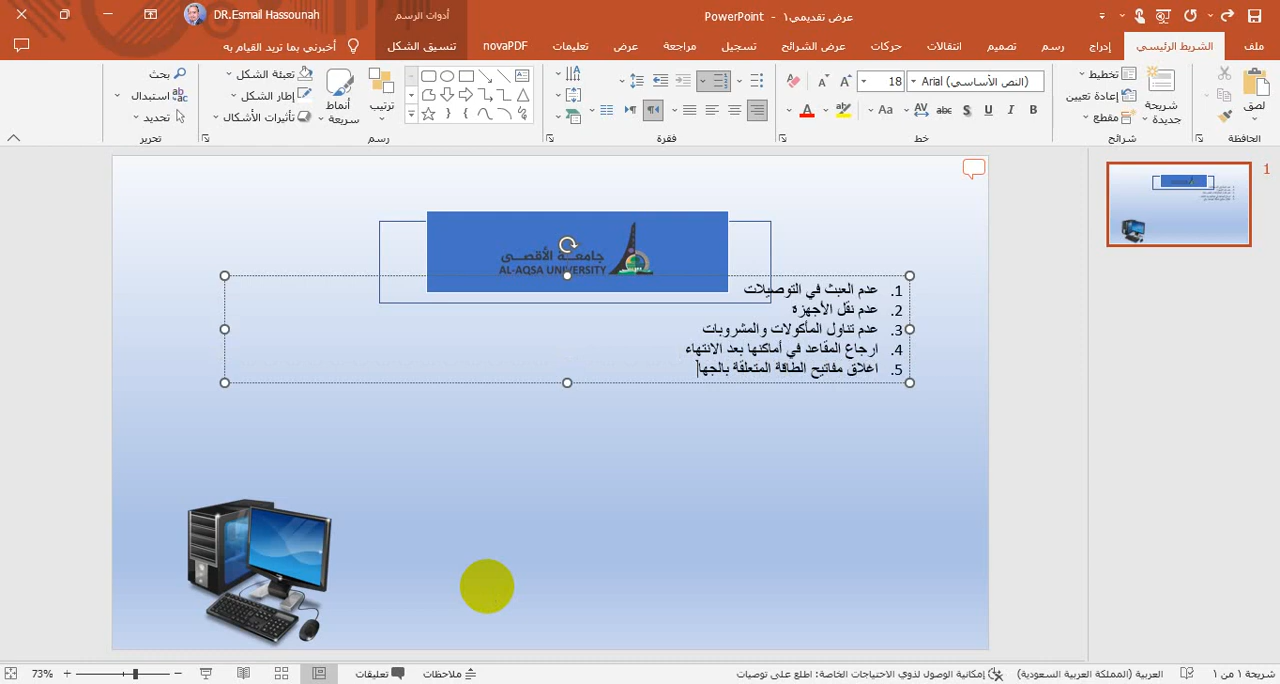 DR.Esmail Hassounah
أدوات الرسم
عرض تقديمي١ - PowerPoint
ملف
الشريط الرئيسي
إدراج
رسم
تصميم
انتقالات
حركات
عرض الشرائح
تسجيل
مراجعة
عرض
تعليمات
novaPDF
تنسيق الشكل
أخبرني بما تريد القيام به
لصق
الحافظة
شريحة جديدة
تخطيط
إعادة تعيين
مقطع
شرائح
Arial (النص الأساسي)
18
B I U S abc AV Aa A
خط
فقرة
ترتيب
أنماط سريعة
تعبئة الشكل
إطار الشكل
تأثيرات الأشكال
رسم
بحث
استبدال
تحديد
تحرير
1
جامعـة الأقصـى
AL-AQSA UNIVERSITY
1. عدم العبث في التوصيلات
2. عدم نقل الأجهزة
3. عدم تناول المأكولات والمشروبات
4. ارجاع المقاعد في أماكنها بعد الانتهاء
5. اغلاق مفاتيح الطاقة المتعلقة بالجها
شريحة ١ من ١
العربية (المملكة العربية السعودية)
إمكانية الوصول لذوي الاحتياجات الخاصة: اطلع على توصيات
ملاحظات
تعليقات
73%